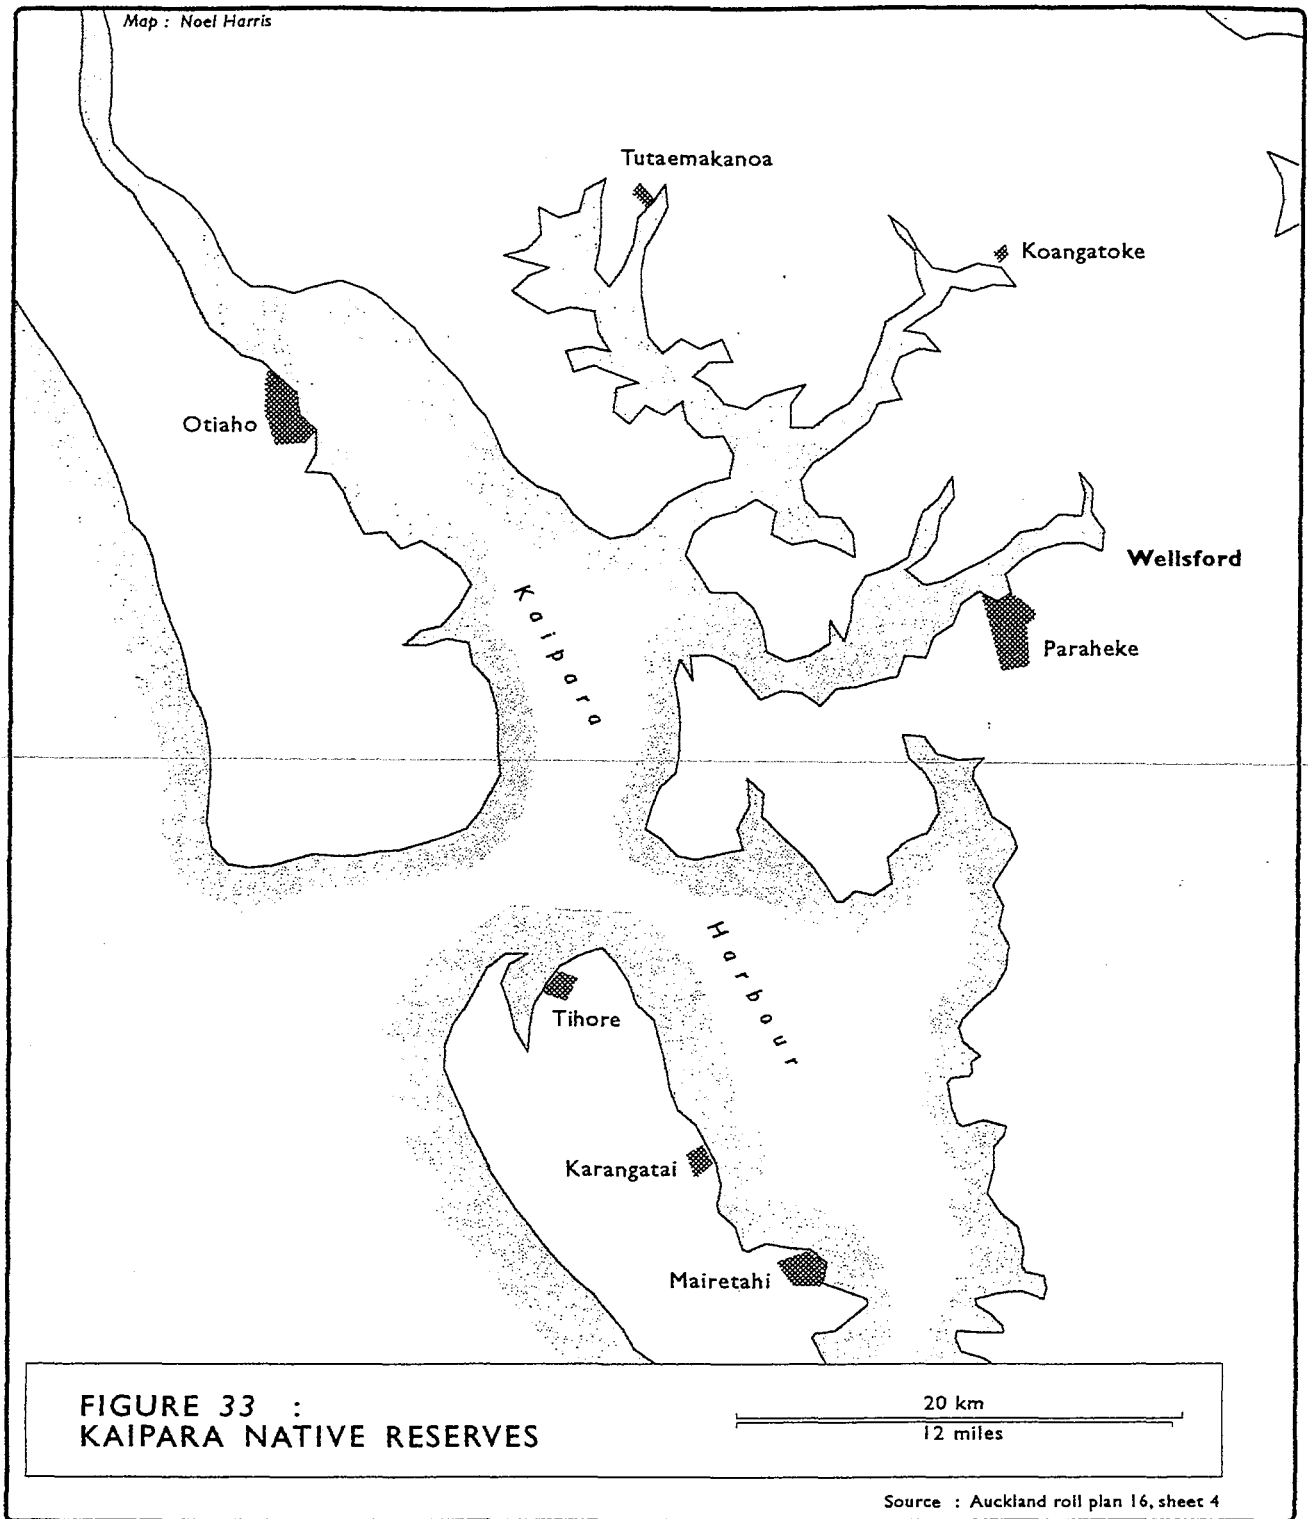 Map : Noel Harris
Tutaemakanoa
Koangatoke
Otiaho
Wellsford
Kaipara
Paraheke
Harbour
Tihore
Karangatai
Mairetahi
FIGURE 33 :
KAIPARA NATIVE RESERVES
20 km
12 miles
Source : Auckland roll plan 16, sheet 4